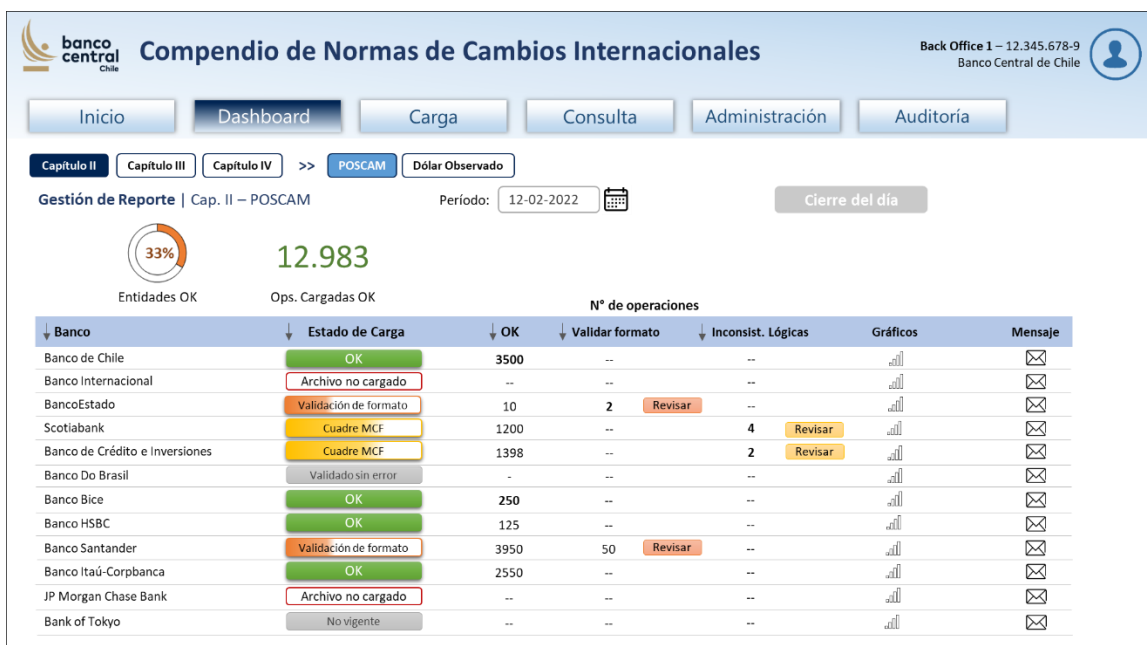 banco
central
Chile
Compendio de Normas de Cambios Internacionales
Back Office 1 – 12.345.678-9
Banco Central de Chile
Inicio Dashboard Carga Consulta Administración Auditoría
Capítulo II Capítulo III Capítulo IV >> POSCAM Dólar Observado
Gestión de Reporte | Cap. II – POSCAM Período: 12-02-2022 Cierre del día
33% 12.983
Entidades OK Ops. Cargadas OK
N° de operaciones
Banco Estado de Carga OK Validar formato Inconsist. Lógicas Gráficos Mensaje
Banco de Chile OK 3500 -- --
Banco Internacional Archivo no cargado -- -- --
BancoEstado Validación de formato 10 2 Revisar --
Scotiabank Cuadre MCF 1200 -- 4 Revisar
Banco de Crédito e Inversiones Cuadre MCF 1398 -- 2 Revisar
Banco Do Brasil Validado sin error - -- --
Banco Bice OK 250 -- --
Banco HSBC OK 125 -- --
Banco Santander Validación de formato 3950 50 Revisar --
Banco Itaú-Corpbanca OK 2550 -- --
JP Morgan Chase Bank Archivo no cargado -- -- --
Bank of Tokyo No vigente -- -- --